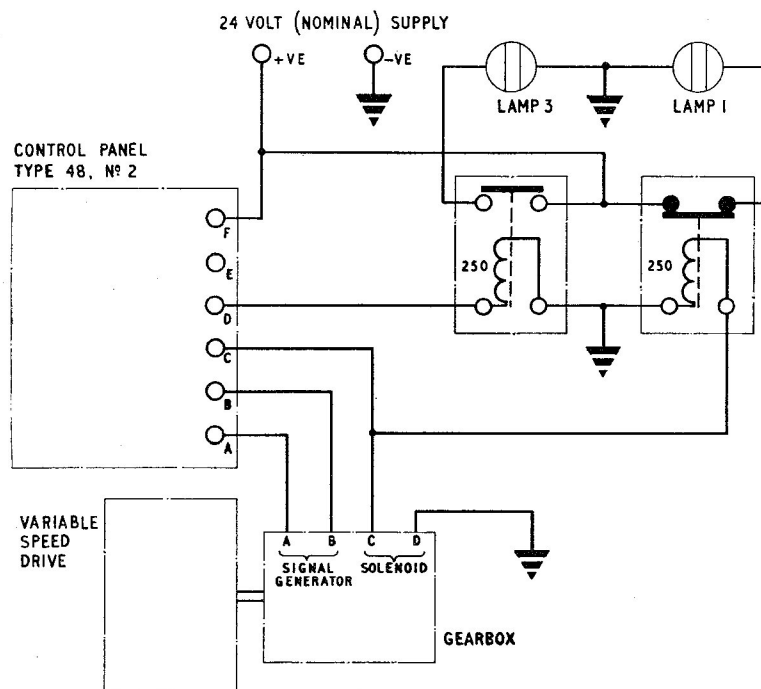 24 VOLT (NOMINAL) SUPPLY
+VE
-VE
LAMP 3
LAMP 1
CONTROL PANEL
TYPE 48, Nº 2
F
E
D
C
B
A
250
250
VARIABLE
SPEED
DRIVE
A B C D
SIGNAL
GENERATOR
SOLENOID
GEARBOX